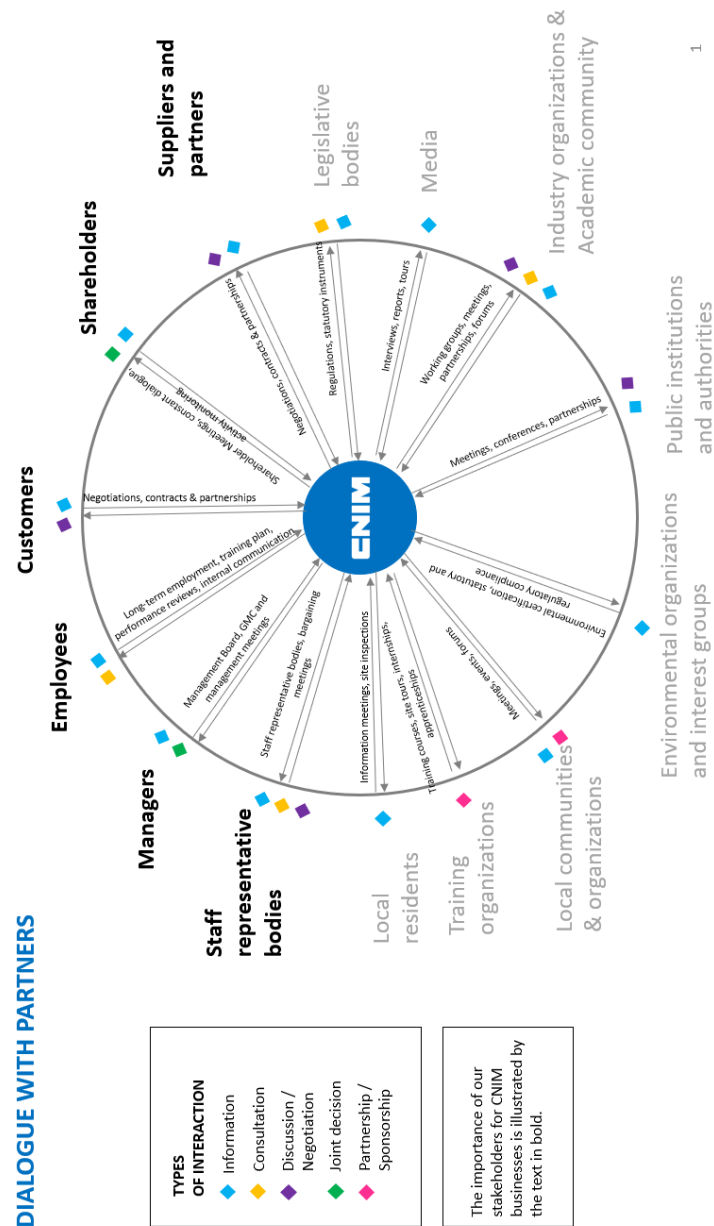 DIALOGUE WITH PARTNERS
TYPES
OF INTERACTION
Information
Consultation
Discussion /
Negotiation
Joint decision
Partnership /
Sponsorship
The importance of our
stakeholders for CNIM
businesses is illustrated by
the text in bold.
Customers
Shareholders
Suppliers and
partners
Legislative
bodies
Media
Industry organizations &
Academic community
Public institutions
and authorities
Environmental organizations
and interest groups
Local communities
& organizations
Training
organizations
Local
residents
Staff
representative
bodies
Managers
Employees
Negotiations, contracts & partnerships
Shareholder Meetings, constant dialogue,
activity monitoring
Negotiations, contracts & partnerships
Regulations, statutory instruments
Interviews, reports, tours
Working groups, meetings,
partnerships, forums
Meetings, conferences, partnerships
Environmental certification, statutory and
regulatory compliance
Meetings, events, forums
Training courses, site tours, internships,
apprenticeships
Information meetings, site inspections
Staff representative bodies, bargaining
meetings
Management Board, GMC and
management meetings
Long-term employment, training plan,
performance reviews, internal communication
CNIM
1